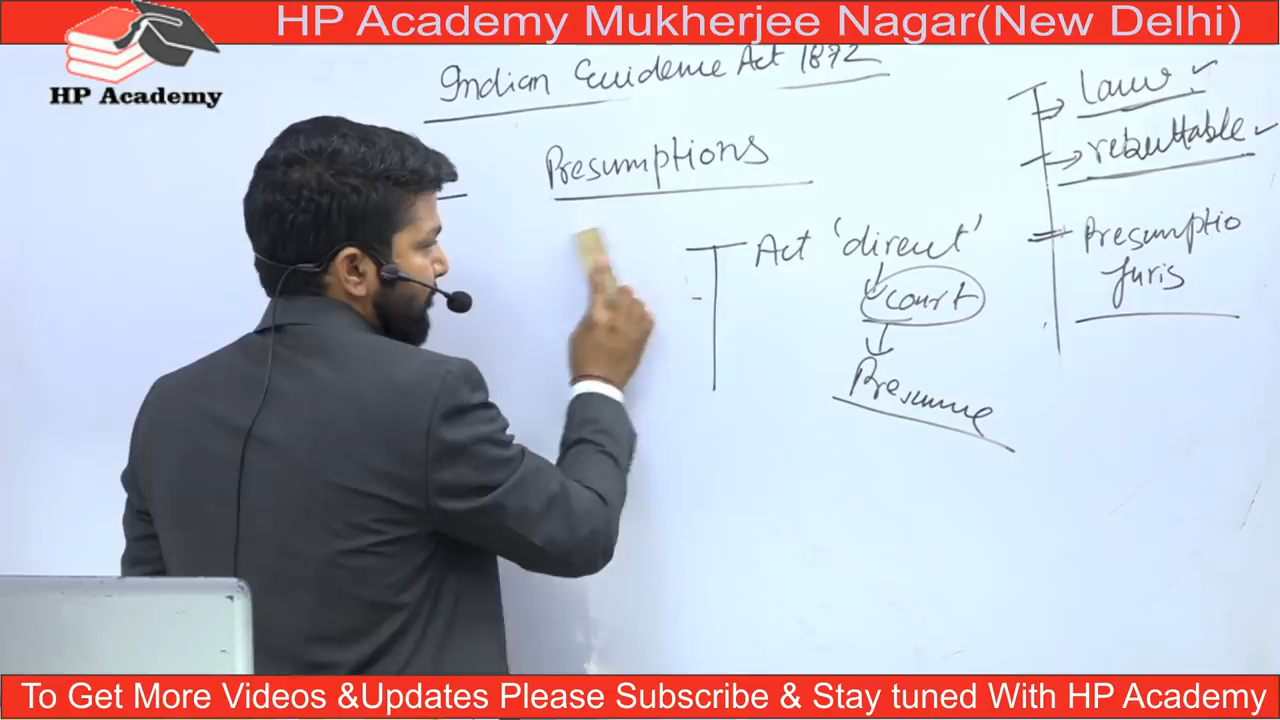 HP Academy Mukherjee Nagar(New Delhi)
HP Academy
Indian Evidence Act 1872
Presumptions
Act 'direct'
court
Presume
Law
rebuttable
Presumptio
Juris
To Get More Videos &Updates Please Subscribe & Stay tuned With HP Academy